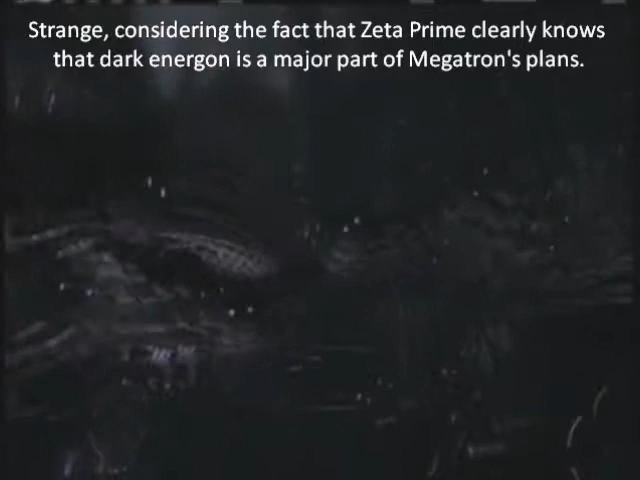 Strange, considering the fact that Zeta Prime clearly knows
that dark energon is a major part of Megatron's plans.